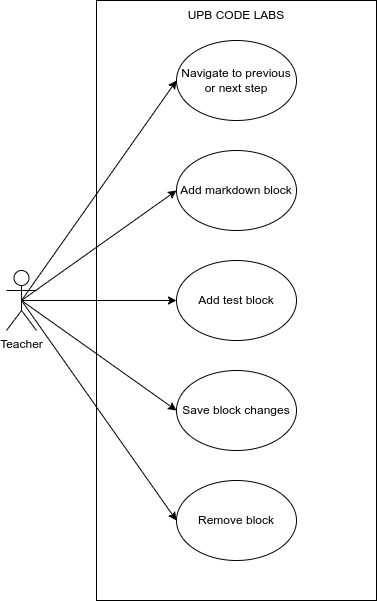 UPB CODE LABS
Navigate to previous
or next step
Add markdown block
Add test block
Teacher
Save block changes
Remove block